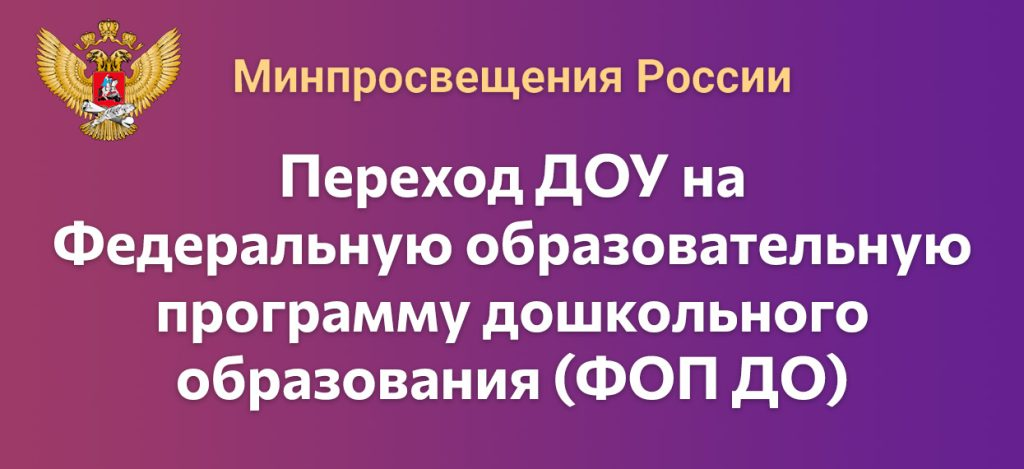 Минпросвещения России
Переход ДОУ на
Федеральную образовательную
программу дошкольного
образования (ФОП ДО)